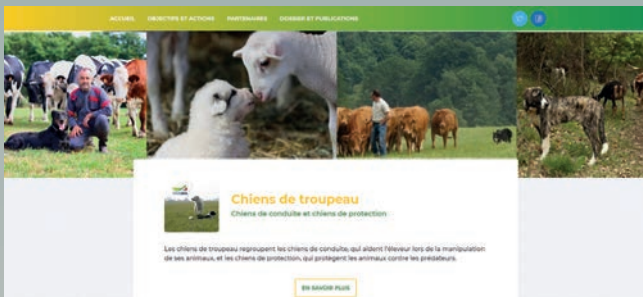 ACCUEIL OBJECTIFS ET ACTIONS PARTENAIRES DOSSIER ET PUBLICATIONS
Chiens de troupeau
Chiens de conduite et chiens de protection
Les chiens de troupeau regroupent les chiens de conduite, qui aident l'éleveur lors de la manipulation
de ses animaux, et les chiens de protection, qui protègent les animaux contre les prédateurs.
EN SAVOIR PLUS